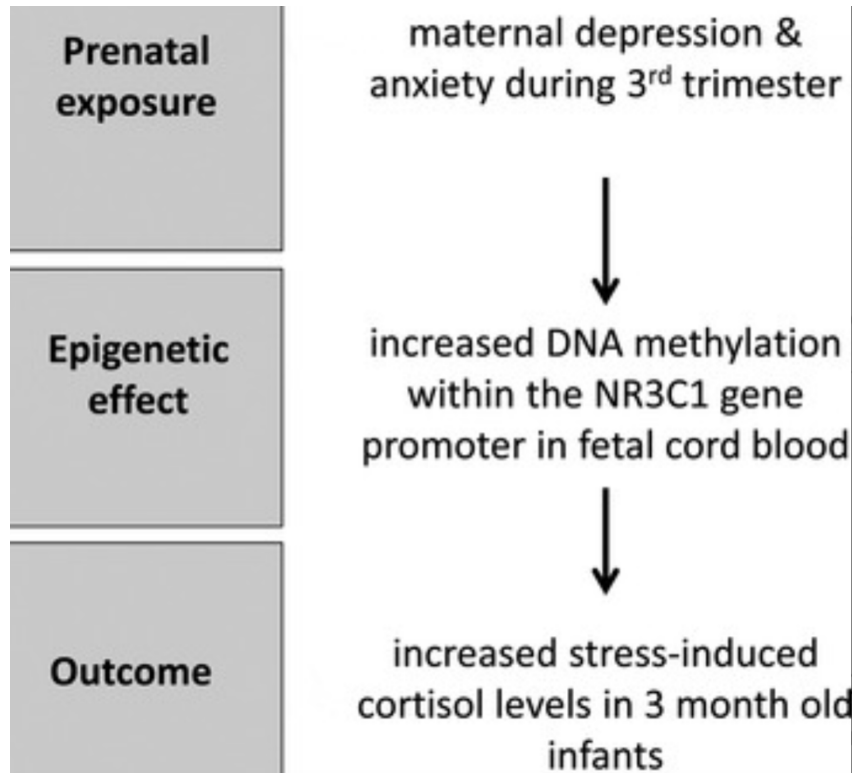 Prenatal
exposure
maternal depression &
anxiety during 3rd trimester
Epigenetic
effect
increased DNA methylation
within the NR3C1 gene
promoter in fetal cord blood
Outcome
increased stress-induced
cortisol levels in 3 month old
infants